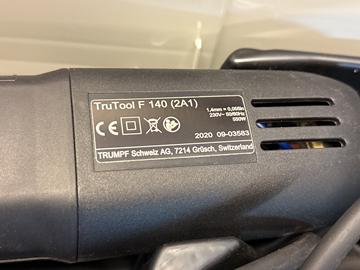 TruTool F 140 (2A1)
1,4mm = 0,055in
230V~ 50/60Hz
550W
CE
2020 09-03583
TRUMPF Schweiz AG, 7214 Grüsch, Switzerland